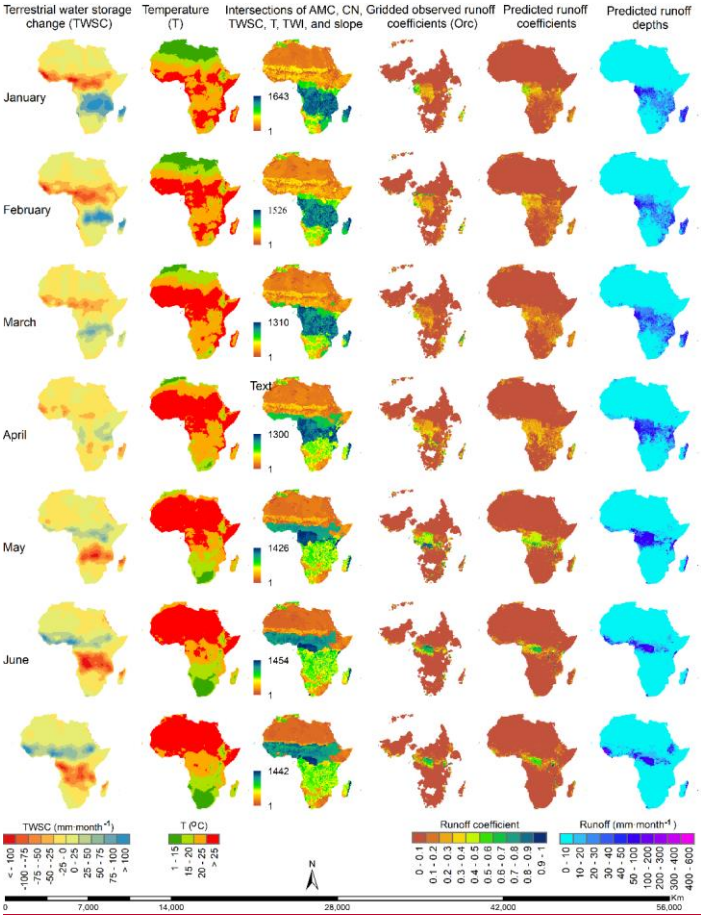 Terrestrial water storage
change (TWSC)
Temperature
(T)
Intersections of AMC, CN,
TWSC, T, TWI, and slope
Gridded observed runoff
coefficients (Orc)
Predicted runoff
coefficients
Predicted runoff
depths
January
1643
1
February
1526
1
March
1310
1
Text
April
1300
1
May
1426
1
June
1454
1
1442
1
TWSC (mm·month⁻¹)
< - 100
-100 - -75
-75 - -50
-50 - -25
-25 - 0
0 - 25
25 - 50
50 - 75
75 - 100
> 100
T (ºC)
1 - 15
15 - 20
20 - 25
> 25
N
Runoff coefficient
0 - 0.1
0.1-0.2
0.2 - 0.3
0.3-0.4
0.4-0.5
0.5-0.6
0.6-0.7
0.7-0.8
0.8-0.9
0.9 - 1
Runoff (mm·month⁻¹)
0 - 10
10 - 20
20 - 30
30 - 40
40 - 50
50 - 100
100 - 200
200 - 300
300 - 400
400 - 600
0 7,000 14,000 28,000 42,000 56,000 Km